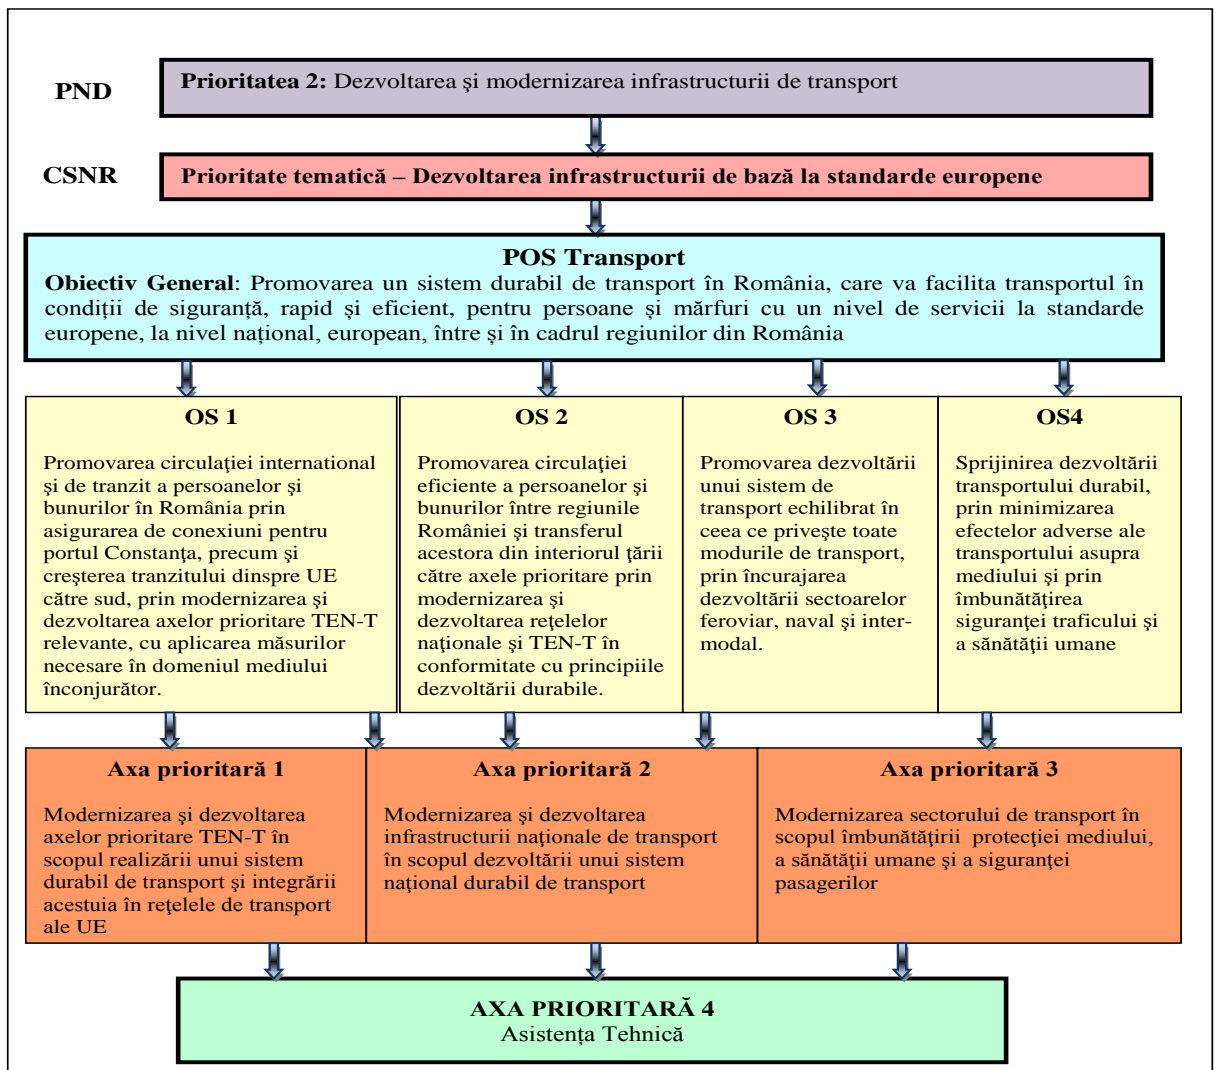 PND
Prioritatea 2: Dezvoltarea şi modernizarea infrastructurii de transport
CSNR
Prioritate tematică – Dezvoltarea infrastructurii de bază la standarde europene
POS Transport
Obiectiv General: Promovarea un sistem durabil de transport în România, care va facilita transportul în
condiții de siguranță, rapid și eficient, pentru persoane și mărfuri cu un nivel de servicii la standarde
europene, la nivel național, european, între și în cadrul regiunilor din România
OS 1
Promovarea circulaţiei international
şi de tranzit a persoanelor şi
bunurilor în România prin
asigurarea de conexiuni pentru
portul Constanţa, precum şi
creşterea tranzitului dinspre UE
către sud, prin modernizarea şi
dezvoltarea axelor prioritare TEN-T
relevante, cu aplicarea măsurilor
necesare în domeniul mediului
înconjurător.
OS 2
Promovarea circulaţiei
eficiente a persoanelor şi
bunurilor între regiunile
României şi transferul
acestora din interiorul ţării
către axele prioritare prin
modernizarea şi
dezvoltarea reţelelor
naţionale şi TEN-T în
conformitate cu principiile
dezvoltării durabile.
OS 3
Promovarea dezvoltării
unui sistem de
transport echilibrat în
ceea ce priveşte toate
modurile de transport,
prin încurajarea
dezvoltării sectoarelor
feroviar, naval şi inter-
modal.
OS4
Sprijinirea dezvoltării
transportului durabil,
prin minimizarea
efectelor adverse ale
transportului asupra
mediului şi prin
îmbunătăţirea
siguranţei traficului şi
a sănătăţii umane
Axa prioritară 1
Modernizarea şi dezvoltarea
axelor prioritare TEN-T în
scopul realizării unui sistem
durabil de transport şi integrării
acestuia în reţelele de transport
ale UE
Axa prioritară 2
Modernizarea şi dezvoltarea
infrastructurii naţionale de transport
în scopul dezvoltării unui sistem
naţional durabil de transport
Axa prioritară 3
Modernizarea sectorului de transport în
scopul îmbunătăţirii protecţiei mediului,
a sănătăţii umane şi a siguranţei
pasagerilor
AXA PRIORITARĂ 4
Asistența Tehnică